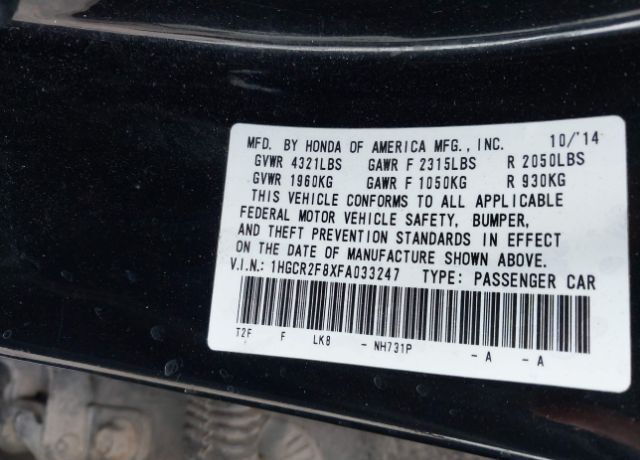 MFD. BY HONDA OF AMERICA MFG., INC. 10/'14
GVWR 4321LBS GAWR F 2315LBS R 2050LBS
GVWR 1960KG GAWR F 1050KG R 930KG
THIS VEHICLE CONFORMS TO ALL APPLICABLE
FEDERAL MOTOR VEHICLE SAFETY, BUMPER,
AND THEFT PREVENTION STANDARDS IN EFFECT
ON THE DATE OF MANUFACTURE SHOWN ABOVE.
V.I.N.: 1HGCR2F8XFA033247 TYPE: PASSENGER CAR
T2F F LK8 - NH731P - A - A